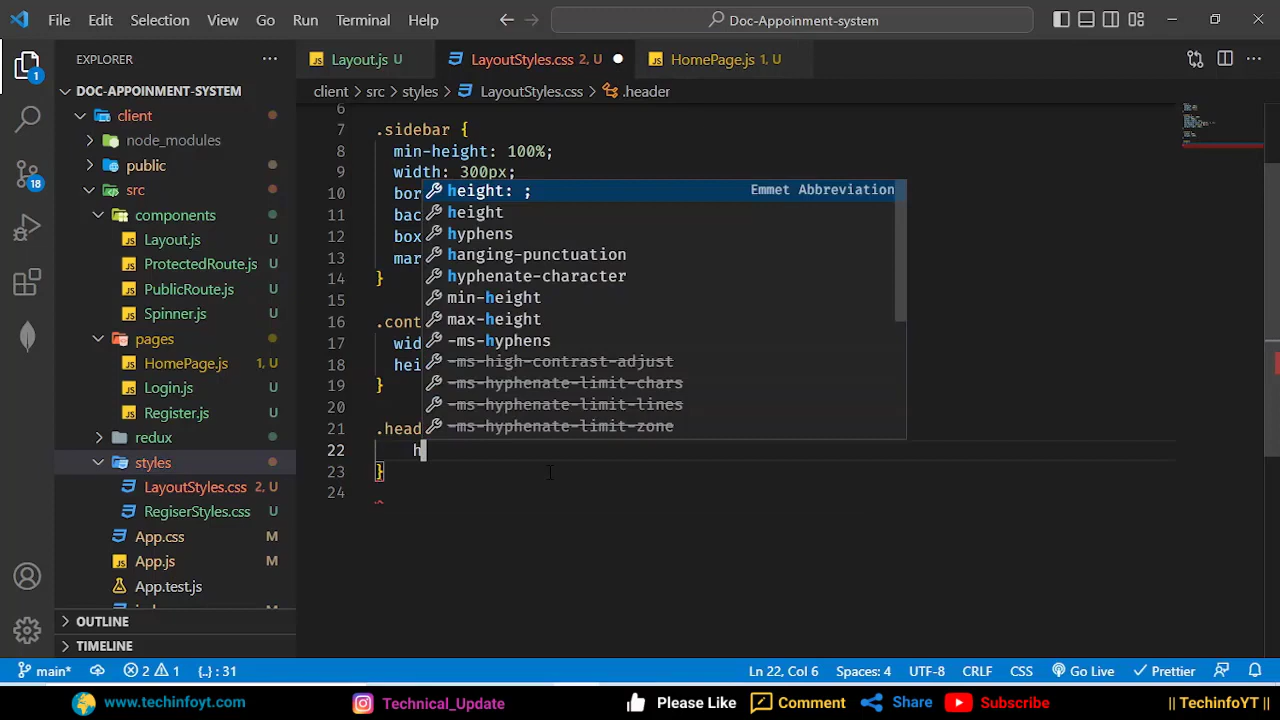 File Edit Selection View Go Run Terminal Help
Doc-Appoinment-system
EXPLORER
Layout.js U
LayoutStyles.css 2, U
HomePage.js 1, U
DOC-APPOINMENT-SYSTEM
client > src > styles > LayoutStyles.css > .header
client
node_modules
public
src
components
Layout.js U
ProtectedRoute.js U
PublicRoute.js U
Spinner.js U
pages
HomePage.js 1, U
Login.js U
Register.js U
redux
styles
LayoutStyles.css 2, U
RegiserStyles.css U
App.css M
App.js M
App.test.js
OUTLINE
TIMELINE
1
18
6
7 .sidebar {
8 min-height: 100%;
9 width: 300px;
10 bor
11 bac
12 box
13 mar
14 }
15
16 .cont
17 wid
18 hei
19 }
20
21 .head
22 h
23 }
24
height: ; Emmet Abbreviation
height
hyphens
hanging-punctuation
hyphenate-character
min-height
max-height
-ms-hyphens
-ms-high-contrast-adjust
-ms-hyphenate-limit-chars
-ms-hyphenate-limit-lines
-ms-hyphenate-limit-zone
main* 2 1 {..} : 31 Ln 22, Col 6 Spaces: 4 UTF-8 CRLF CSS Go Live Prettier
www.techinfoyt.com Technical_Update Please Like Comment Share Subscribe || TechinfoYT ||